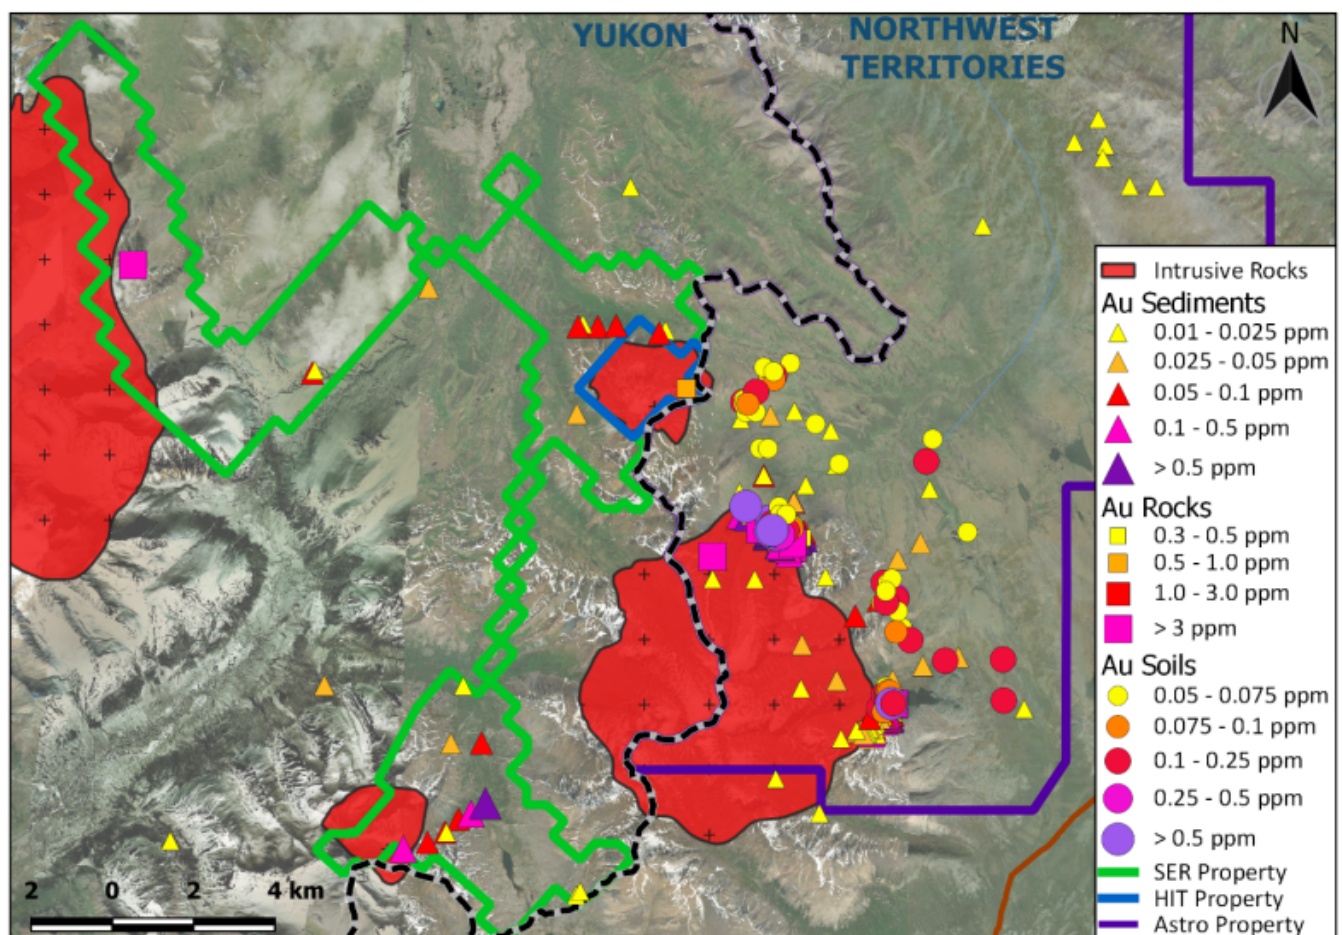 YUKON
NORTHWEST
TERRITORIES
N
Intrusive Rocks
Au Sediments
0.01 - 0.025 ppm
0.025 - 0.05 ppm
0.05 - 0.1 ppm
0.1 - 0.5 ppm
> 0.5 ppm
Au Rocks
0.3 - 0.5 ppm
0.5 - 1.0 ppm
1.0 - 3.0 ppm
> 3 ppm
Au Soils
0.05 - 0.075 ppm
0.075 - 0.1 ppm
0.1 - 0.25 ppm
0.25 - 0.5 ppm
> 0.5 ppm
SER Property
HIT Property
Astro Property
2 0 2 4 km